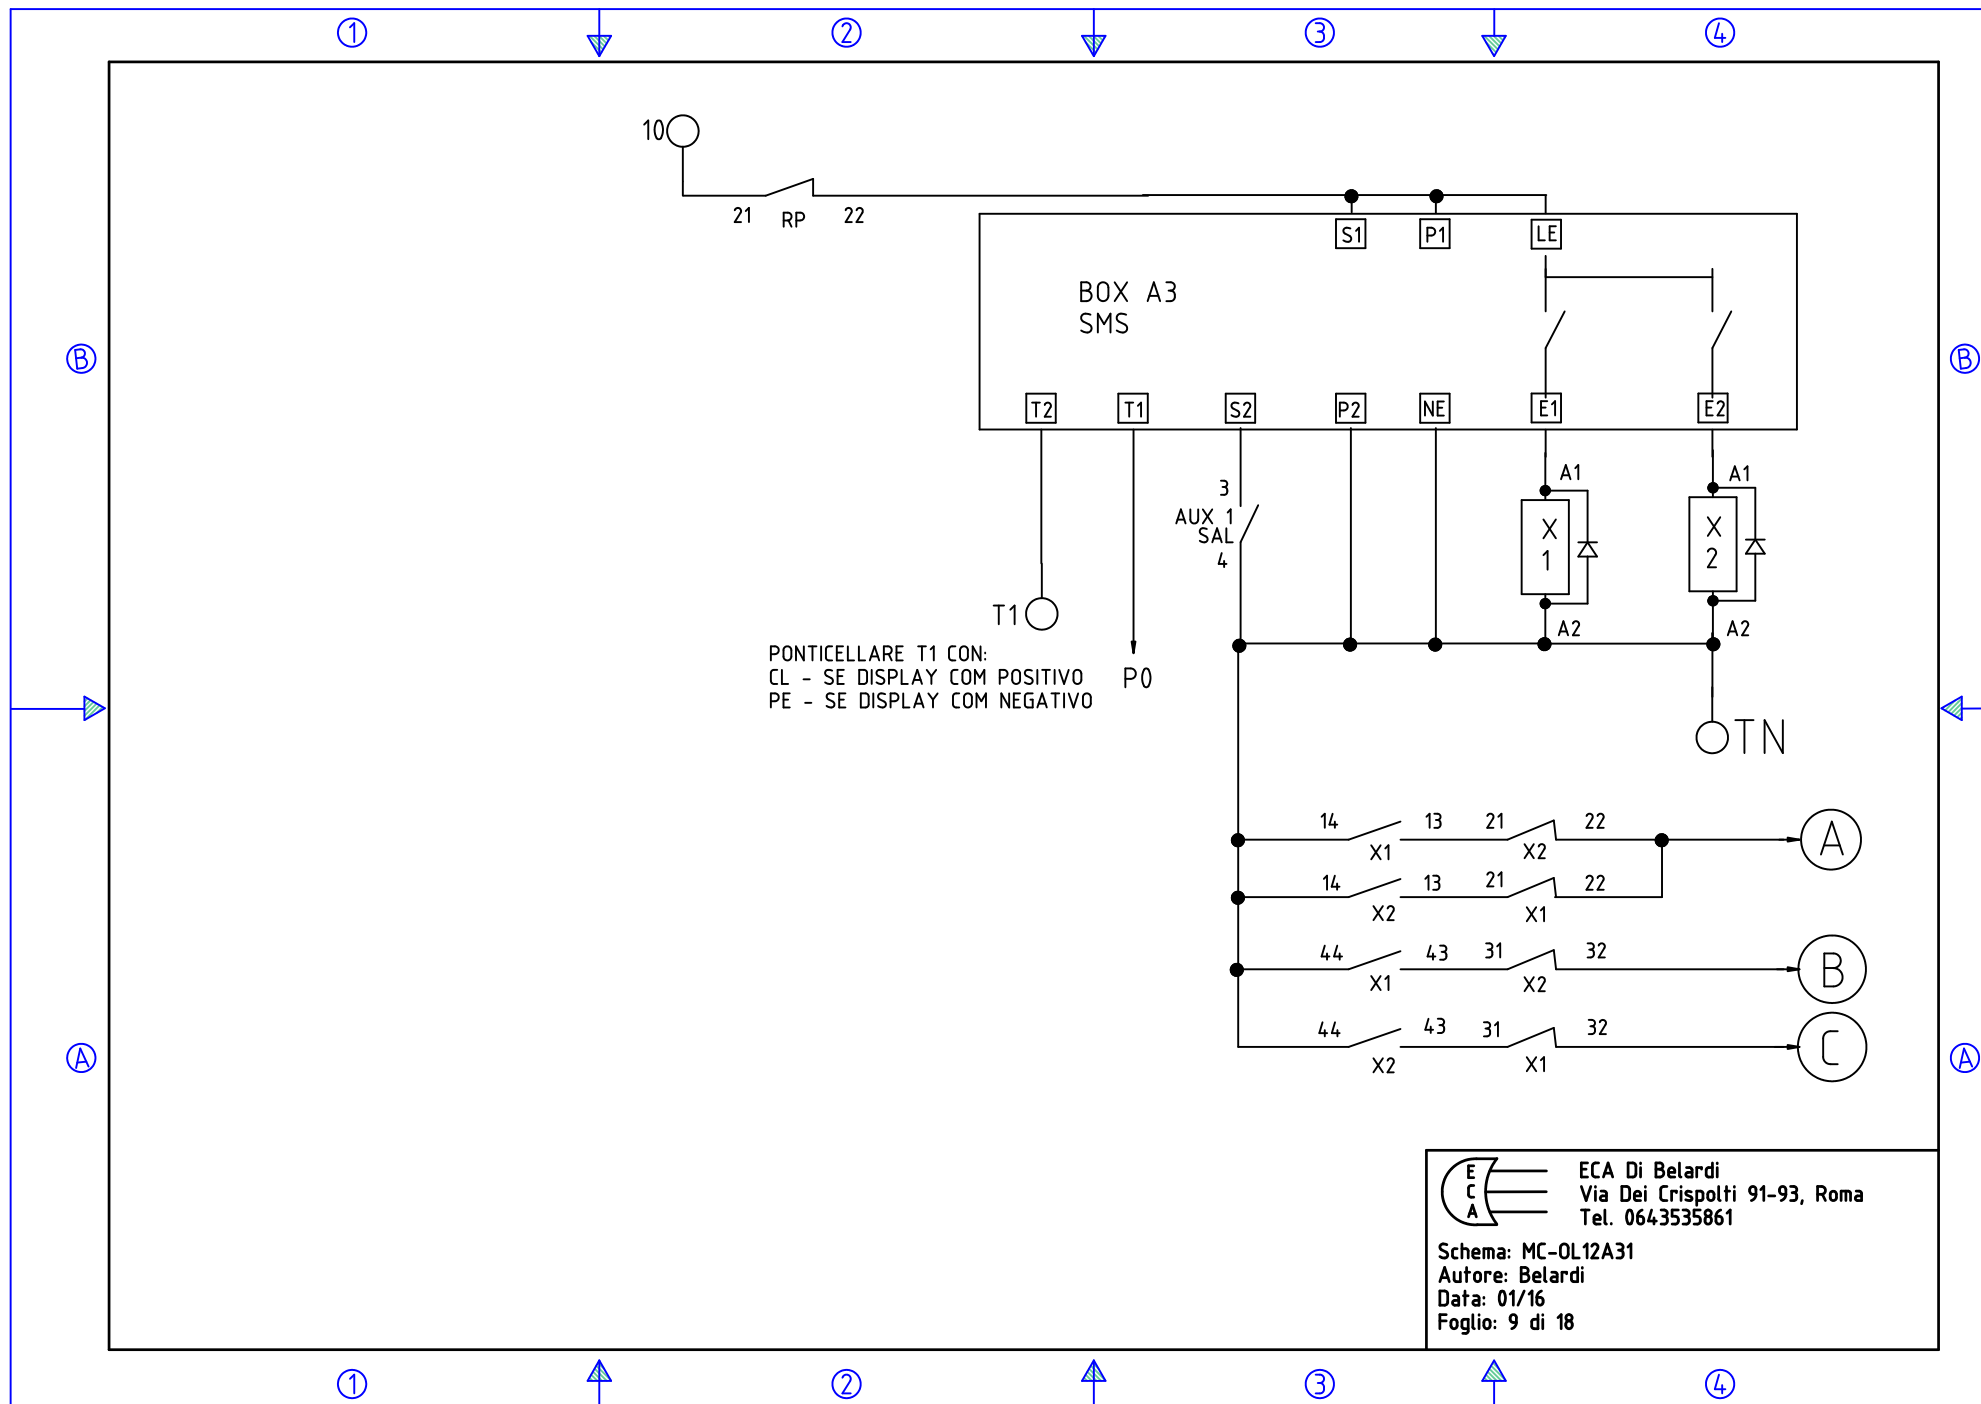 1 2 3 4
10
21 RP 22
S1 P1 LE
BOX A3
SMS
B B
T2 T1 S2 P2 NE E1 E2
A1 A1
3
AUX 1
SAL
4
X
1
X
2
T1
A2 A2
PONTICELLARE T1 CON:
CL - SE DISPLAY COM POSITIVO
PE - SE DISPLAY COM NEGATIVO
P0
TN
14 13 21 22
X1 X2
A
14 13 21 22
X2 X1
44 43 31 32
X1 X2
B
44 43 31 32
X2 X1
C
A A
E
C
A
ECA Di Belardi
Via Dei Crispolti 91-93, Roma
Tel. 0643535861
Schema: MC-OL12A31
Autore: Belardi
Data: 01/16
Foglio: 9 di 18
1 2 3 4